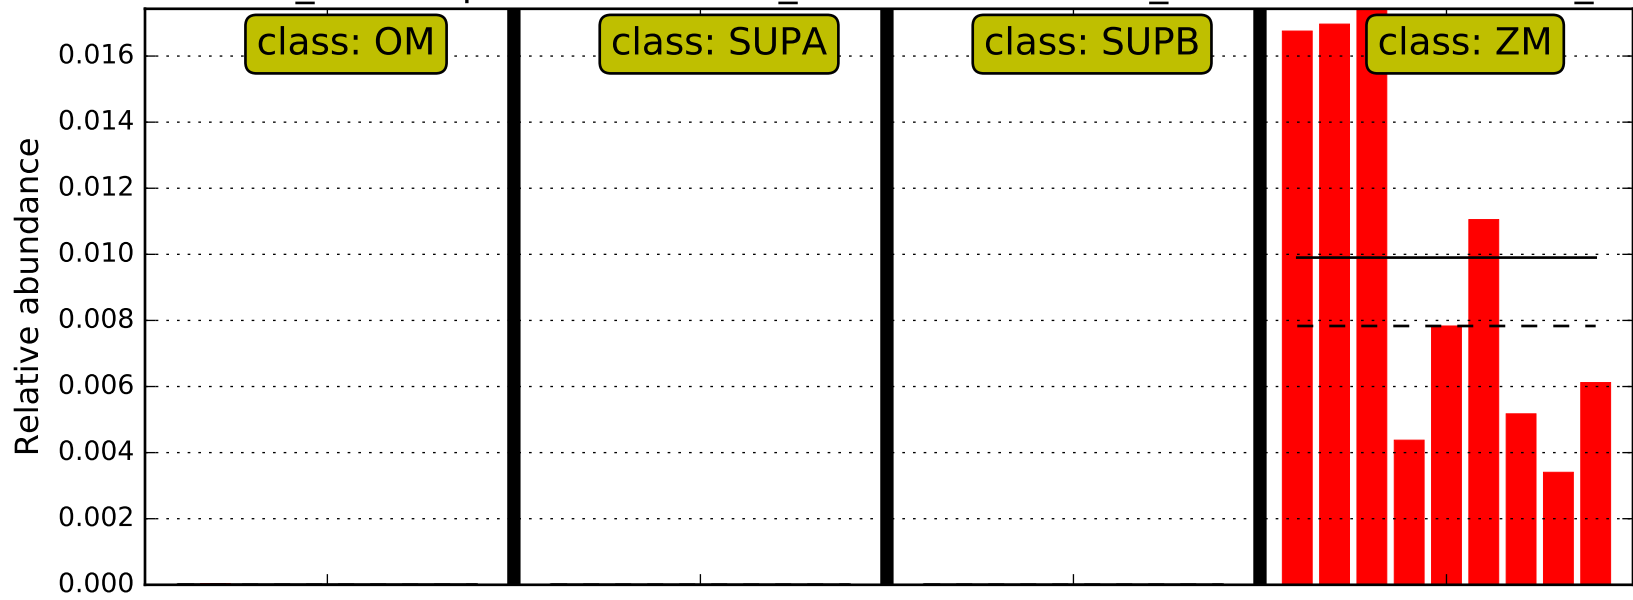 class: OM
class: SUPA
class: SUPB
class: ZM
Relative abundance
0.016
0.014
0.012
0.010
0.008
0.006
0.004
0.002
0.000